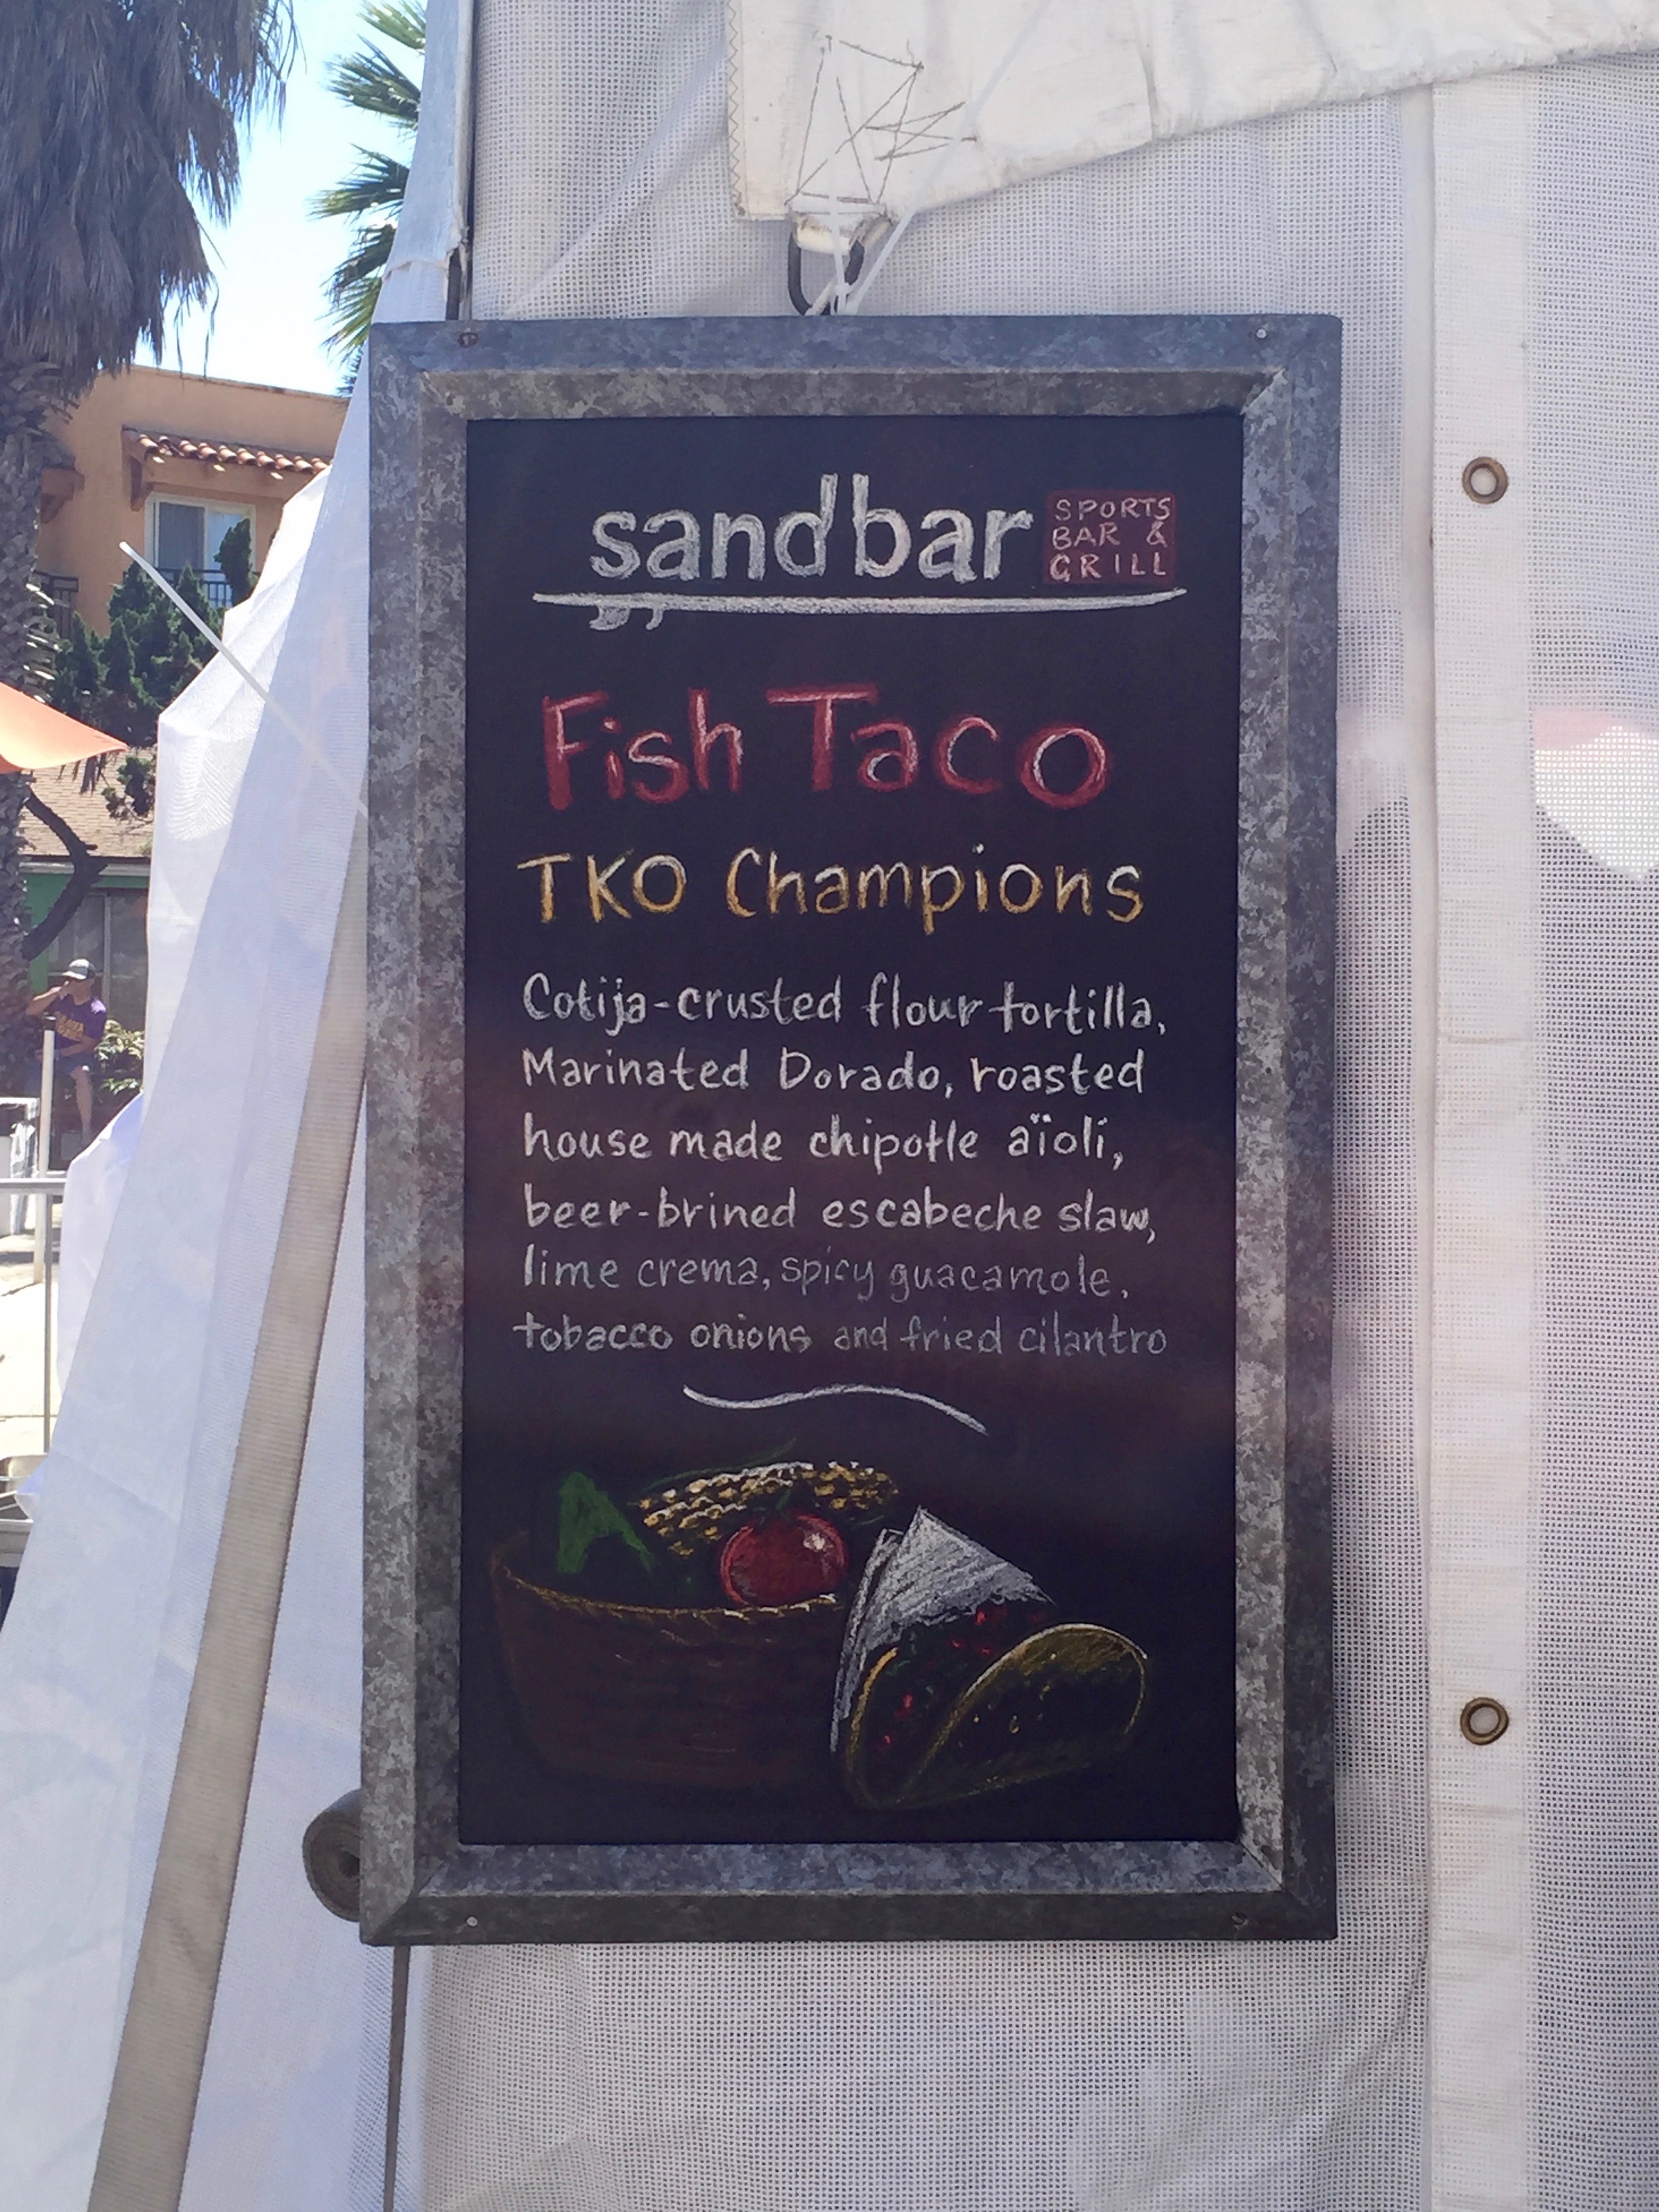 sandbar SPORTS
BAR &
GRILL
Fish Taco
TKO Champions
Cotija-crusted flour tortilla,
Marinated Dorado, roasted
house made chipotle aïoli,
beer-brined escabeche slaw,
lime crema, spicy guacamole,
tobacco onions and fried cilantro